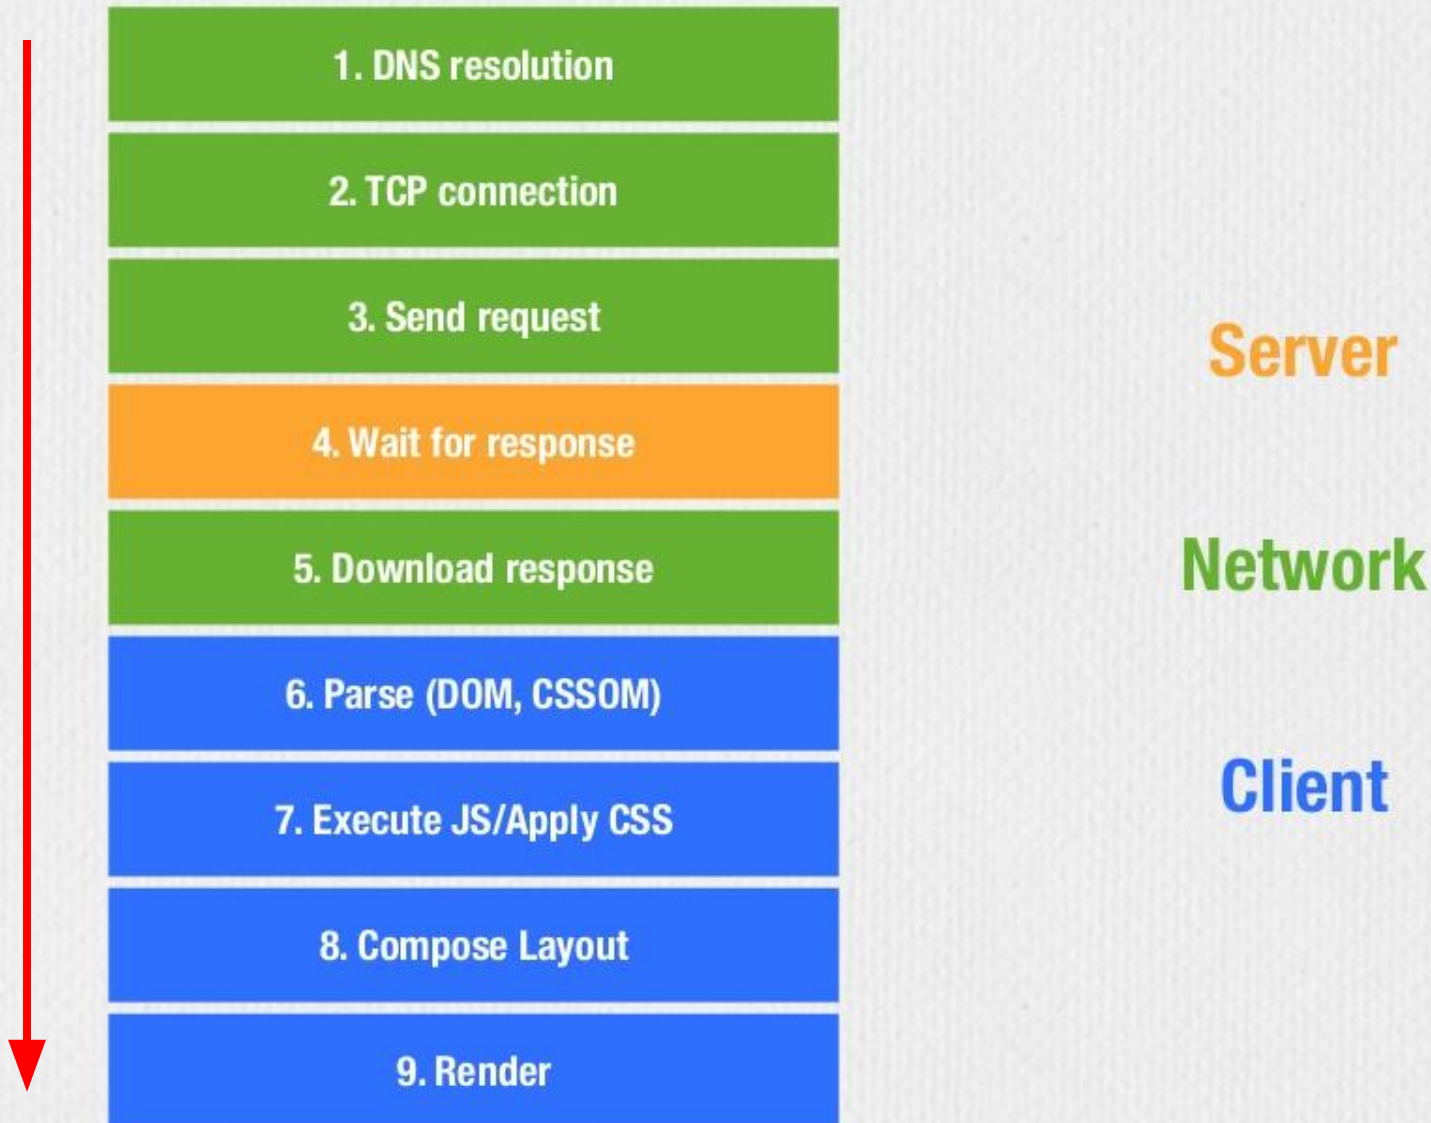 1. DNS resolution
2. TCP connection
3. Send request
4. Wait for response
5. Download response
6. Parse (DOM, CSSOM)
7. Execute JS/Apply CSS
8. Compose Layout
9. Render
Server
Network
Client